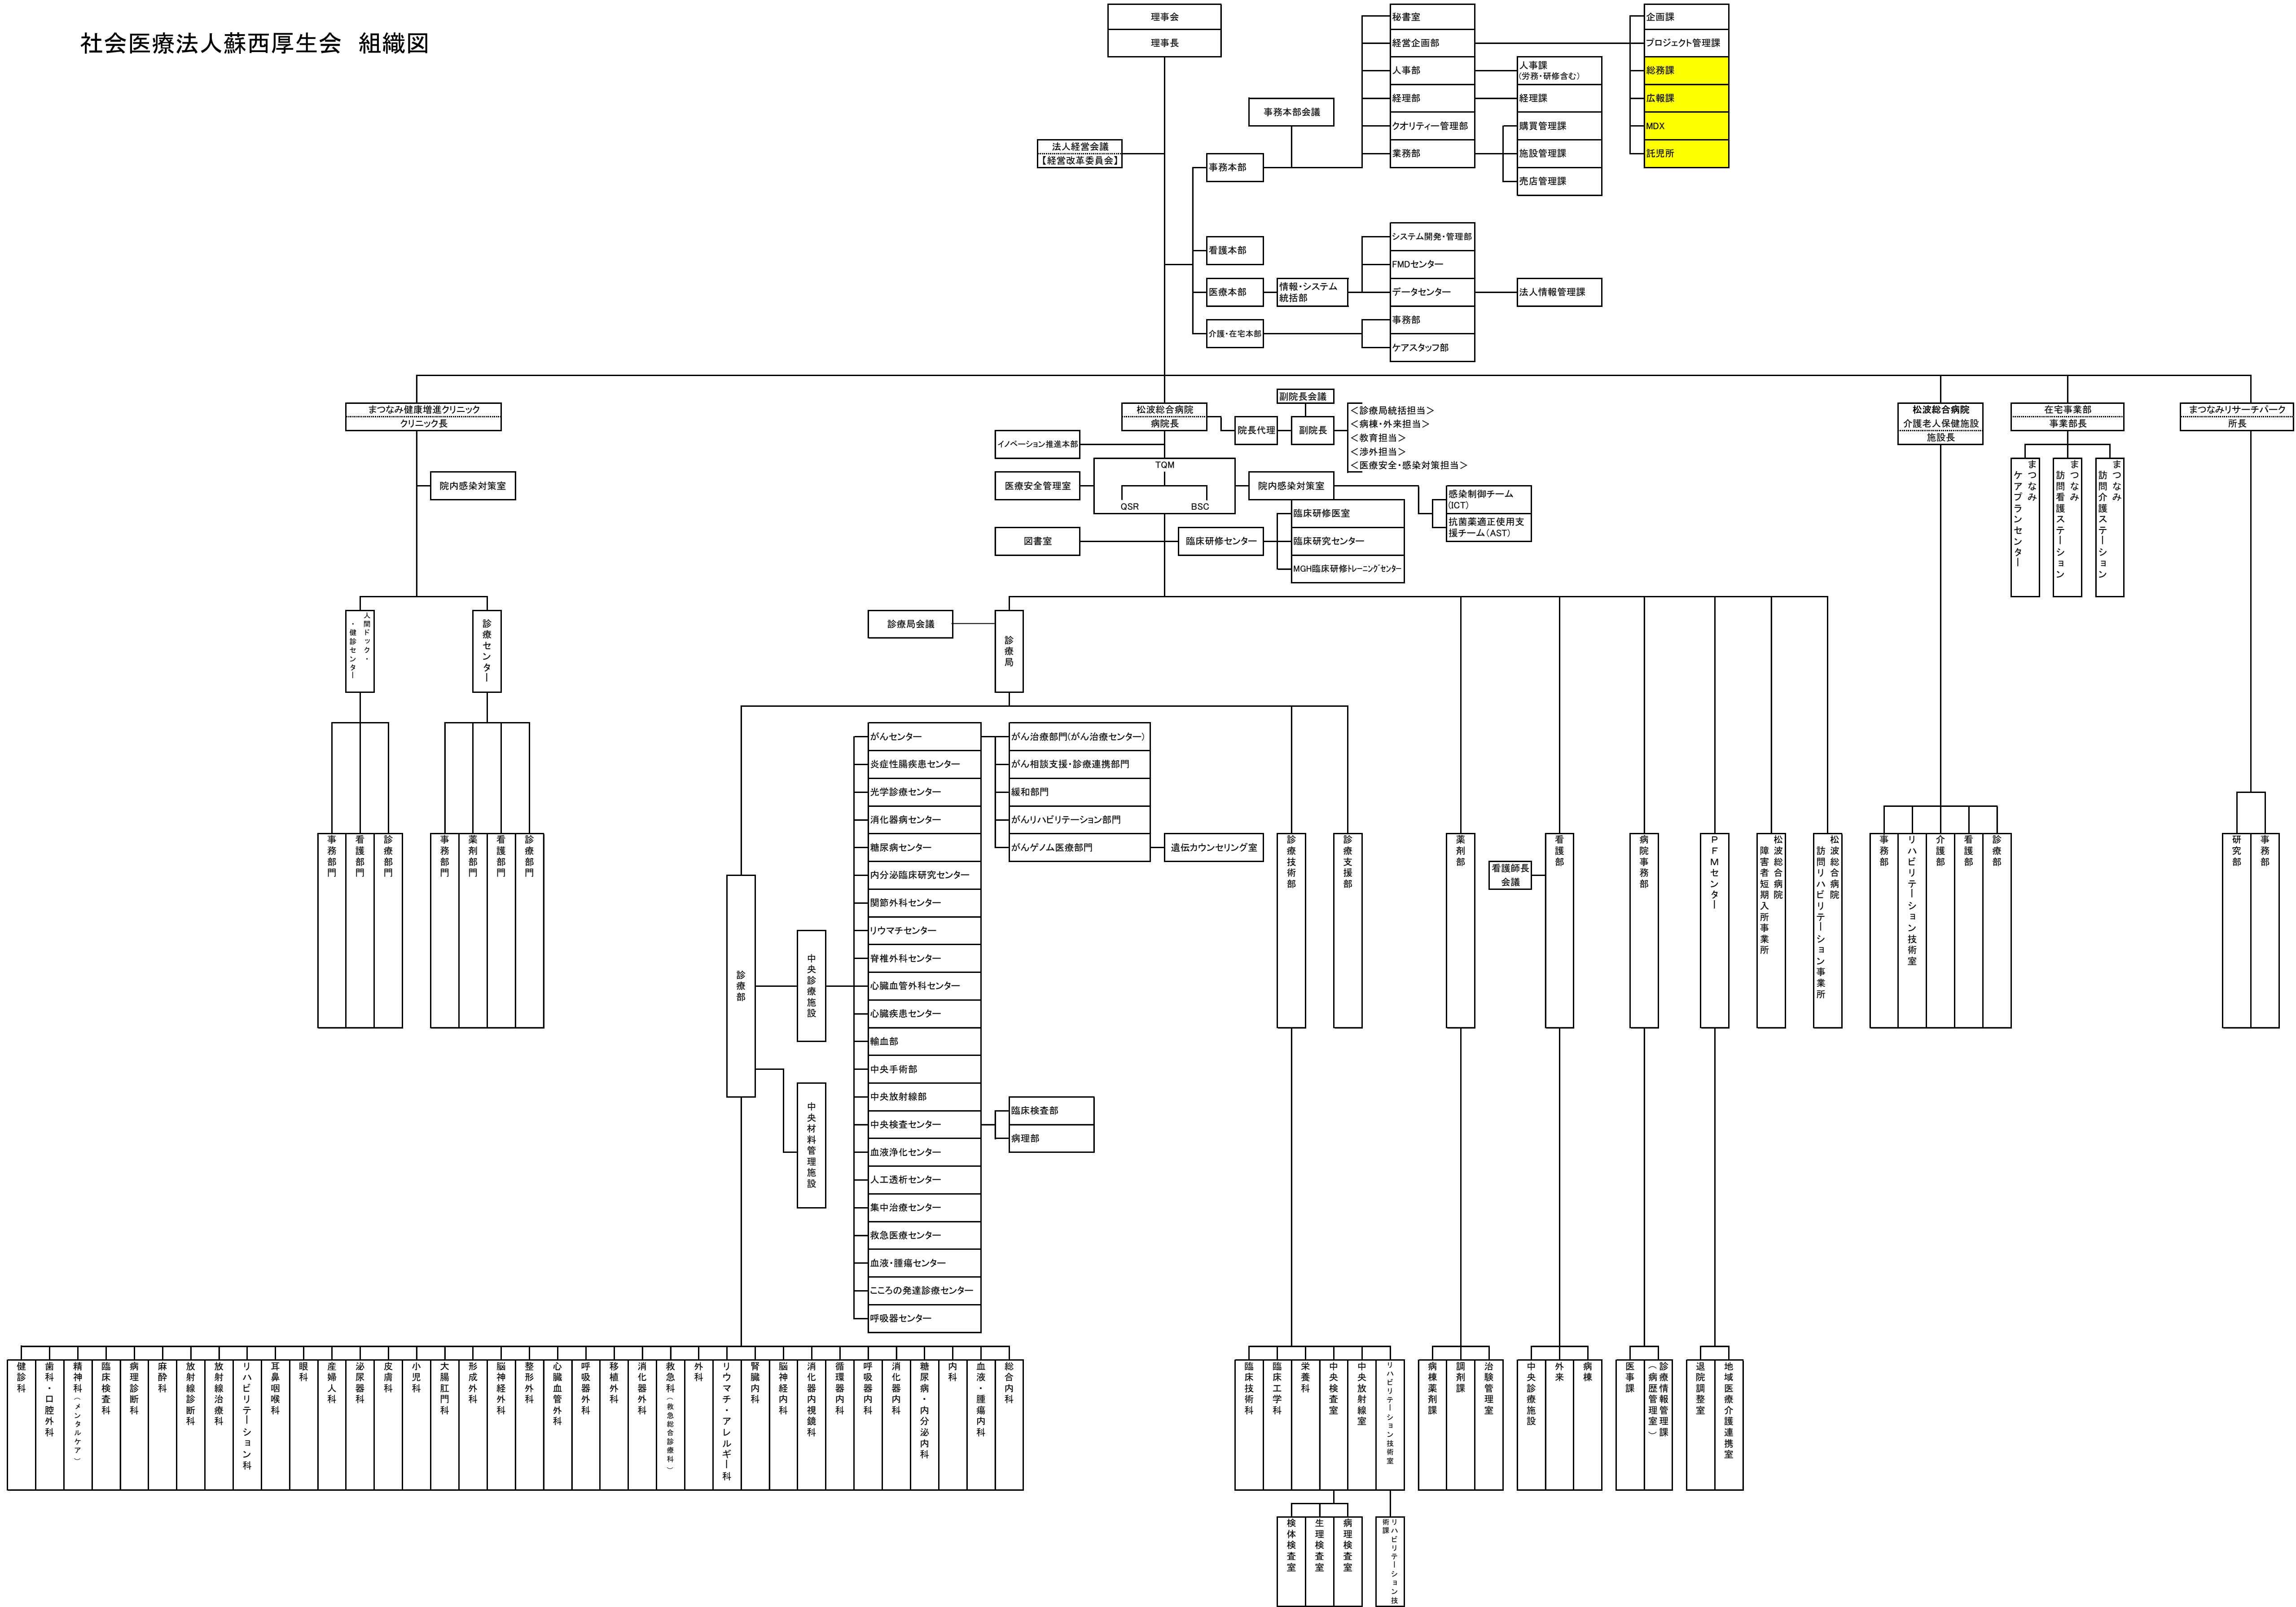 社会医療法人蘇西厚生会　組織図
理事会
理事長
法人経営会議
【経営改革委員会】
事務本部会議
事務本部
秘書室
経営企画部
人事部
経理部
クオリティー管理部
業務部
人事課
(労務・研修含む)
経理課
購買管理課
施設管理課
売店管理課
企画課
プロジェクト管理課
総務課
広報課
MDX
託児所
看護本部
医療本部
介護・在宅本部
情報・システム
統括部
システム開発・管理部
FMDセンター
データセンター
事務部
ケアスタッフ部
法人情報管理課
まつなみ健康増進クリニック
クリニック長
院内感染対策室
人間ドック・
・健診センター
診療センター
事務部門
看護部門
診療部門
事務部門
薬剤部門
看護部門
診療部門
松波総合病院
病院長
院長代理
副院長会議
副院長
＜診療局統括担当＞
＜病棟・外来担当＞
＜教育担当＞
＜渉外担当＞
＜医療安全・感染対策担当＞
イノベーション推進本部
医療安全管理室
TQM
QSR
BSC
院内感染対策室
感染制御チーム
(ICT)
抗菌薬適正使用支
援チーム(AST)
図書室
臨床研修センター
臨床研修医室
臨床研究センター
MGH臨床研修トレーニングセンター
松波総合病院
介護老人保健施設
施設長
在宅事業部
事業部長
まつなみ
ケアプランセンター
まつなみ
訪問看護ステーション
まつなみ
訪問介護ステーション
まつなみリサーチパーク
所長
診療局会議
診療局
診療部
中央診療施設
中央材料管理施設
がんセンター
炎症性腸疾患センター
光学診療センター
消化器病センター
糖尿病センター
内分泌臨床研究センター
関節外科センター
リウマチセンター
脊椎外科センター
心臓血管外科センター
心臓疾患センター
輸血部
中央手術部
中央放射線部
中央検査センター
血液浄化センター
人工透析センター
集中治療センター
救急医療センター
血液・腫瘍センター
こころの発達診療センター
呼吸器センター
がん治療部門(がん治療センター)
がん相談支援・診療連携部門
緩和部門
がんリハビリテーション部門
がんゲノム医療部門
遺伝カウンセリング室
臨床検査部
病理部
診療技術部
診療支援部
薬剤部
看護師長
会議
看護部
病院事務部
ＰＦＭセンター
松波総合病院
障害者短期入所事業所
松波総合病院
訪問リハビリテーション事業所
事務部
リハビリテーション技術室
介護部
看護部
診療部
研究部
事務部
健診科
歯科・口腔外科
精神科(メンタルケア)
臨床検査科
病理診断科
麻酔科
放射線診断科
放射線治療科
リハビリテーション科
耳鼻咽喉科
眼科
産婦人科
泌尿器科
皮膚科
小児科
大腸肛門科
形成外科
脳神経外科
整形外科
心臓血管外科
呼吸器外科
移植外科
消化器外科
救急科(救急総合診療科)
外科
リウマチ・アレルギー科
腎臓内科
脳神経内科
消化器内視鏡科
循環器内科
呼吸器内科
消化器内科
糖尿病・内分泌内科
内科
血液・腫瘍内科
総合内科
臨床技術科
臨床工学科
栄養科
中央検査室
中央放射線室
リハビリテーション技術室
病棟薬剤課
調剤課
治験管理室
中央診療施設
外来
病棟
医事課
診療情報管理課
(病歴管理室)
退院調整室
地域医療介護連携室
検体検査室
生理検査室
病理検査室
リハビリテーション技
術課